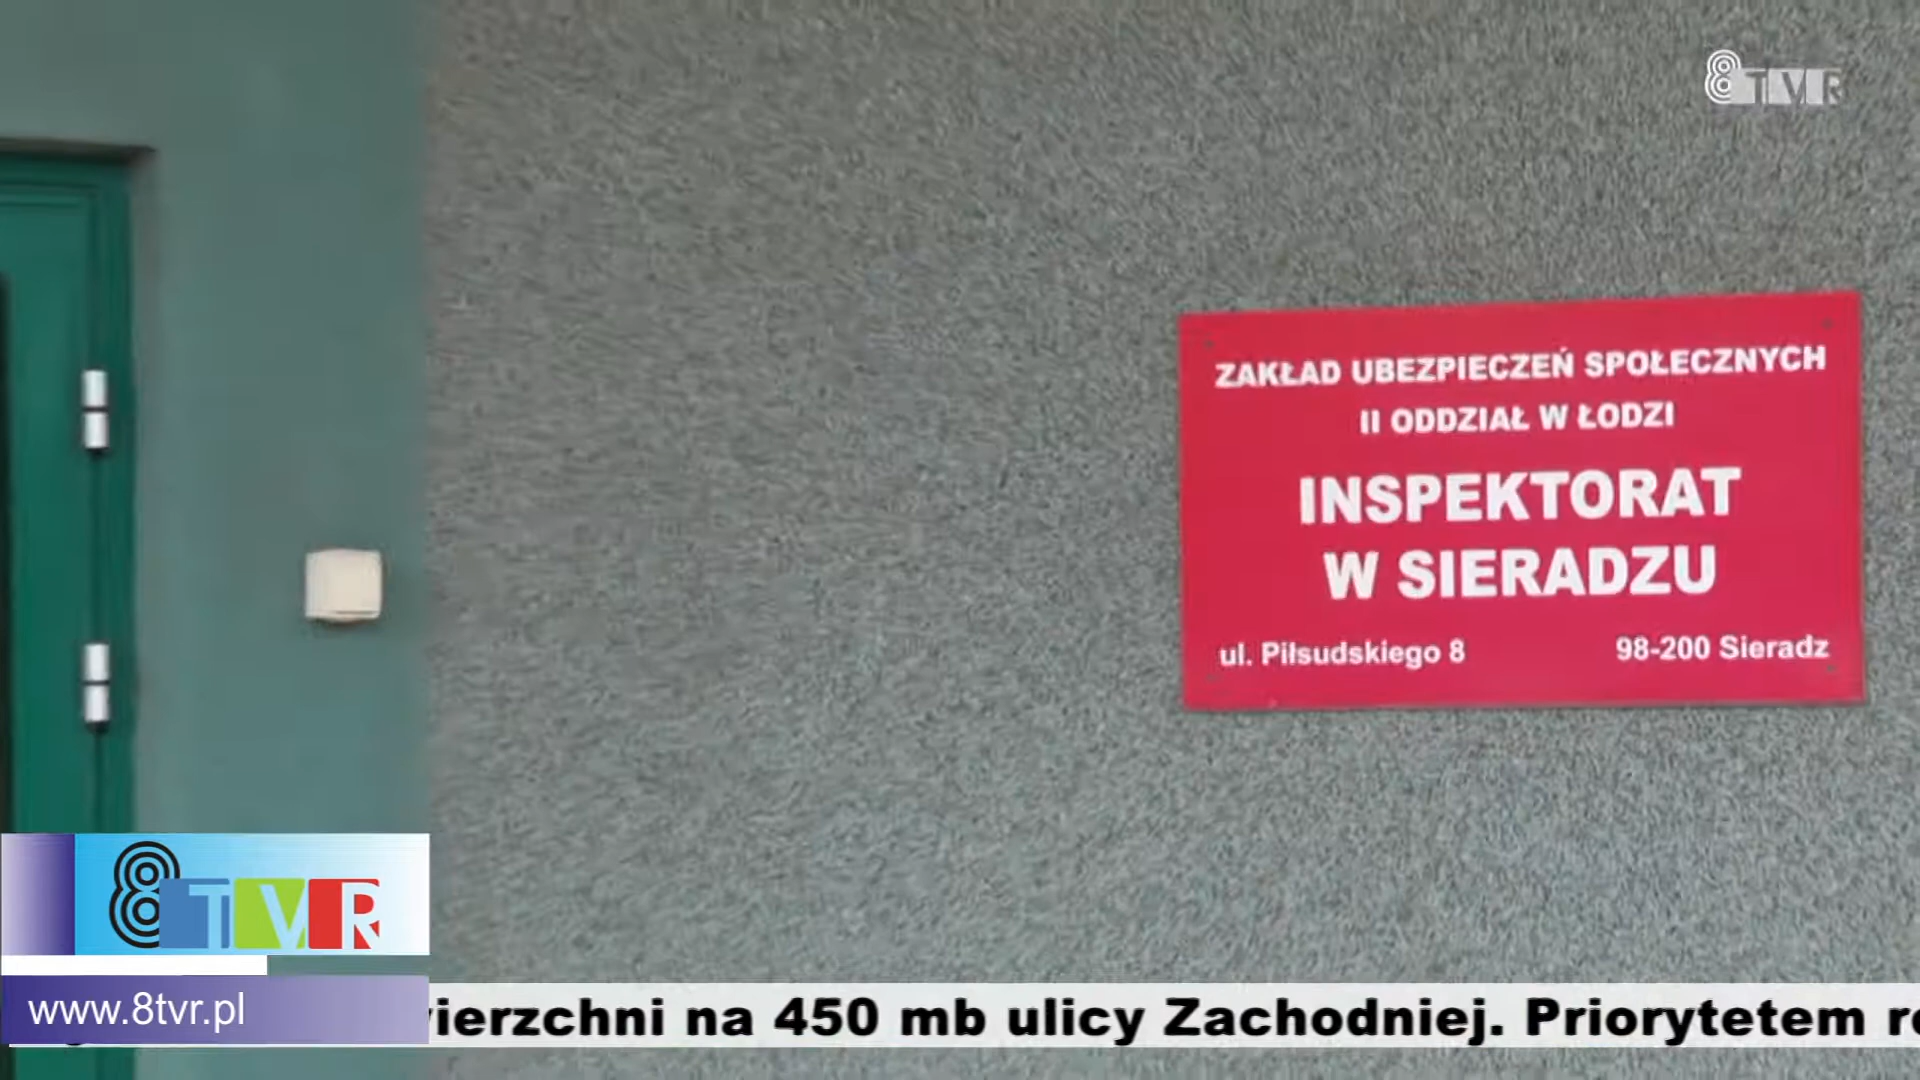 8TVR
ZAKŁAD UBEZPIECZEŃ SPOŁECZNYCH
II ODDZIAŁ W ŁODZI
INSPEKTORAT
W SIERADZU
ul. Piłsudskiego 8 98-200 Sieradz
8TVR
www.8tvr.pl
na 450 mb ulicy Zachodniej. Priorytetem